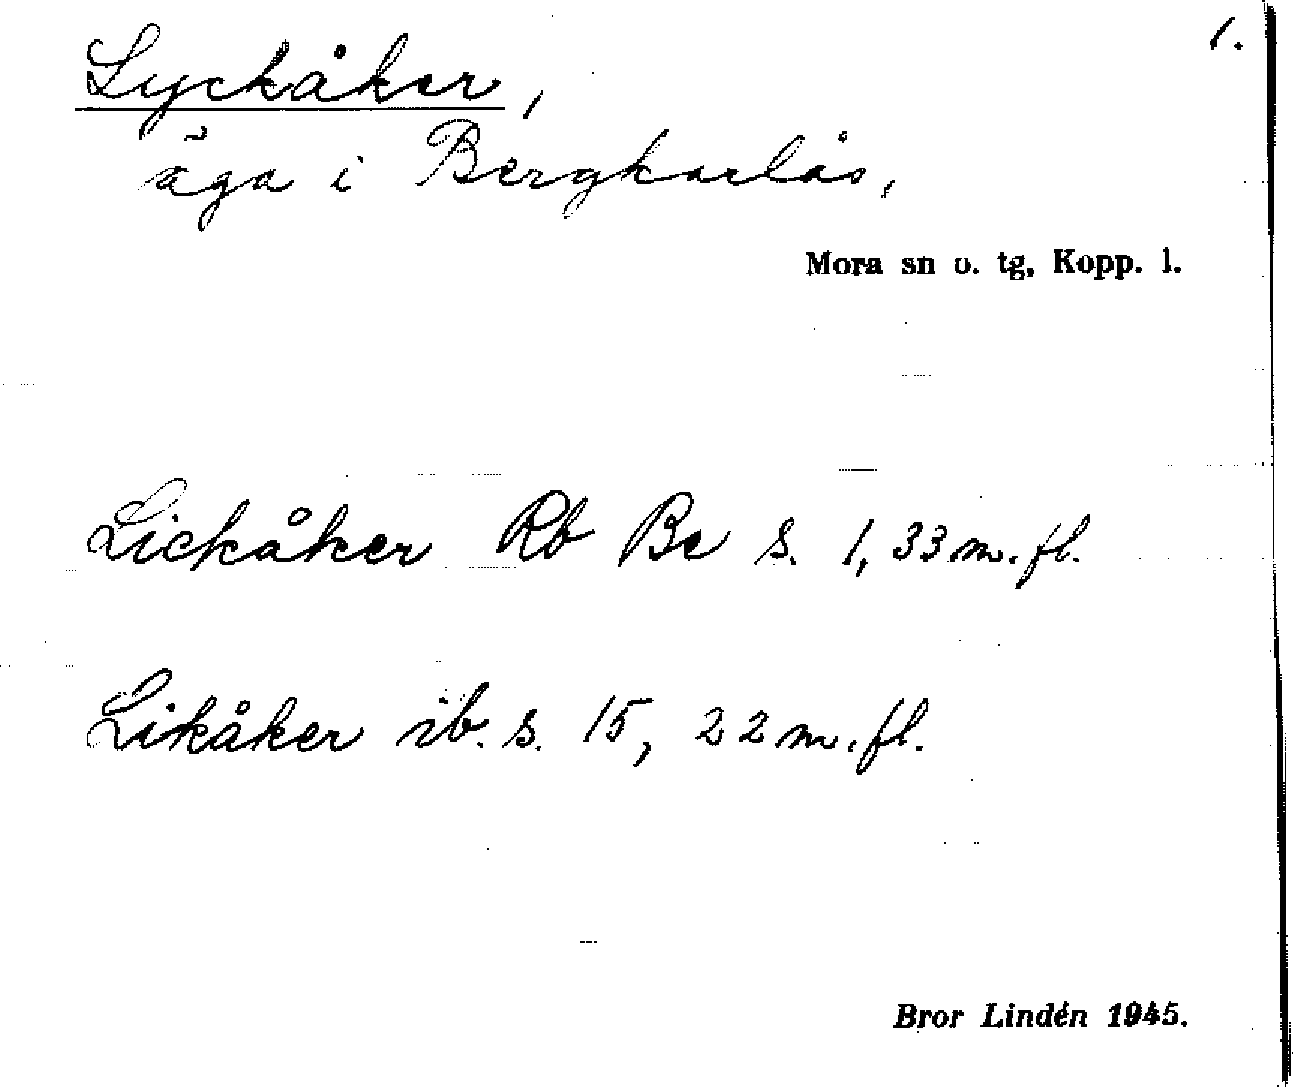 1.
Lyckåker,
äga i Bergkarlås,
Mora sn o. tg, Kopp. l.
Lickåker Rb Be s. 1, 33 m. fl.
Likåker ib. s. 15, 22 m. fl.
Bror Lindén 1945.